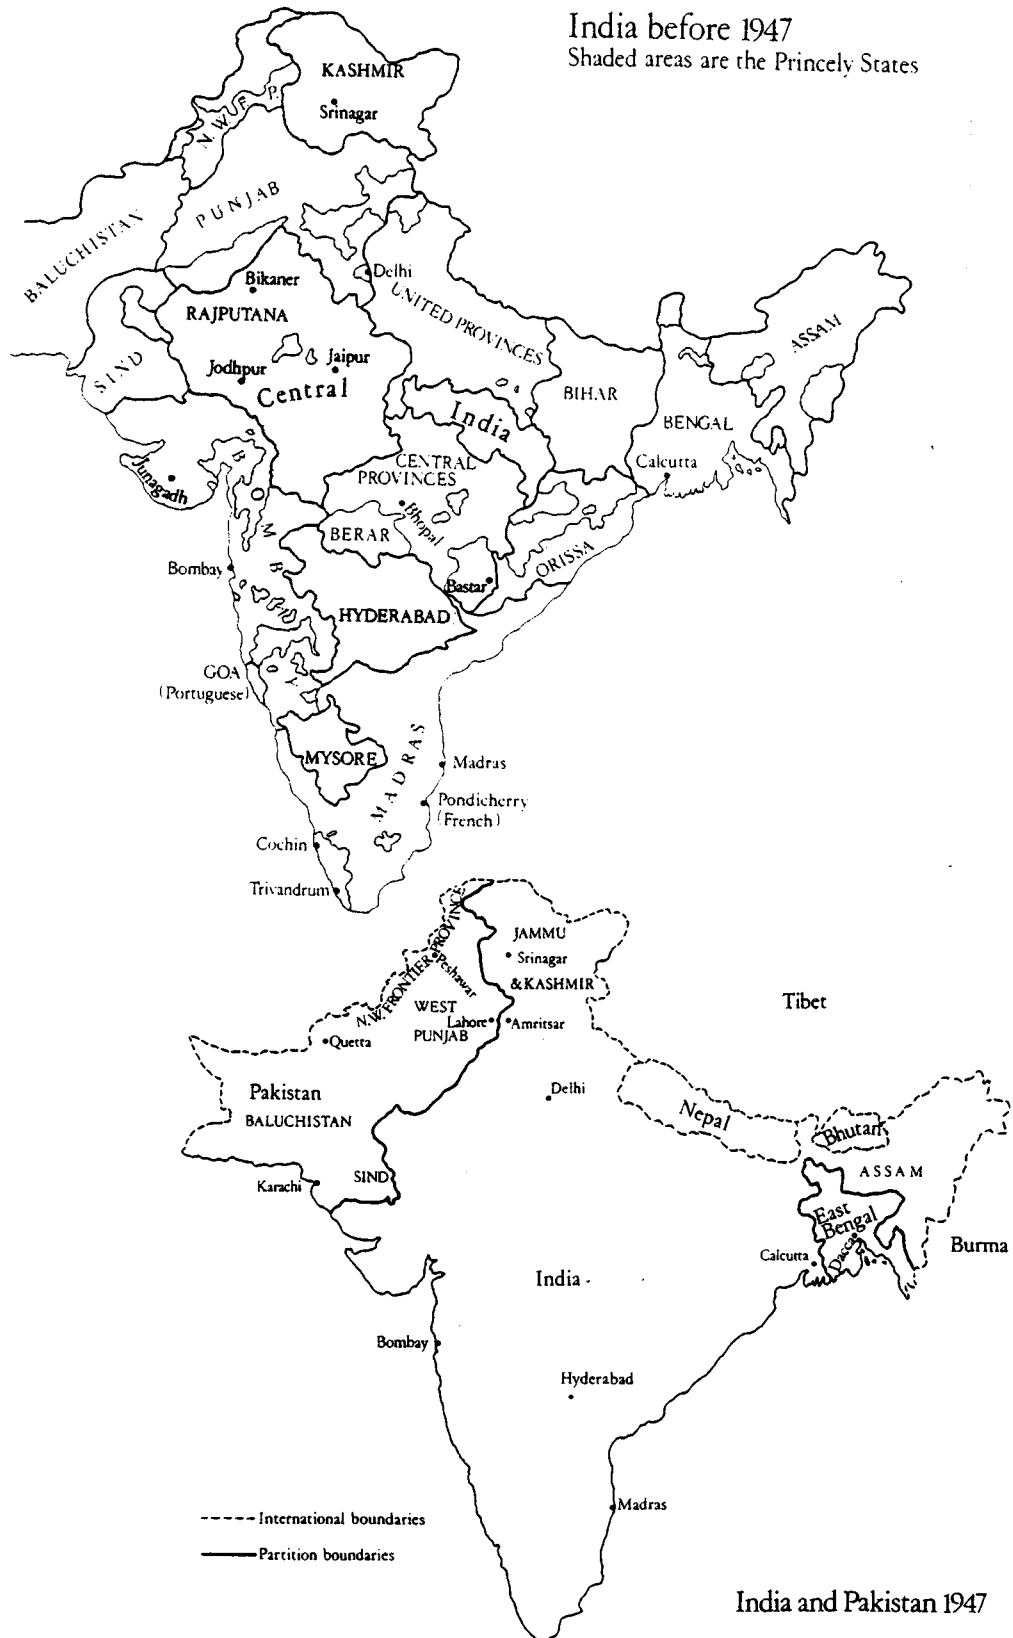 India before 1947
Shaded areas are the Princely States
KASHMIR
Srinagar
N.W.F.P.
PUNJAB
BALUCHISTAN
Delhi
Bikaner
UNITED PROVINCES
RAJPUTANA
ASSAM
SIND
Jaipur
Jodhpur
Central
India
BIHAR
BENGAL
CENTRAL
PROVINCES
Calcutta
Junagadh
BOMBAY
Bhopal
BERAR
ORISSA
Bombay
Bastar
HYDERABAD
GOA
(Portuguese)
MYSORE
MADRAS
Madras
Pondicherry
(French)
Cochin
Trivandrum
N.W. FRONTIER PROVINCE
JAMMU
Srinagar
& KASHMIR
Peshawar
Tibet
WEST
PUNJAB
Lahore
Amritsar
Quetta
Delhi
Pakistan
BALUCHISTAN
Nepal
Bhutan
ASSAM
SIND
Karachi
East
Bengal
Dacca
Burma
Calcutta
India
Bombay
Hyderabad
Madras
International boundaries
Partition boundaries
India and Pakistan 1947